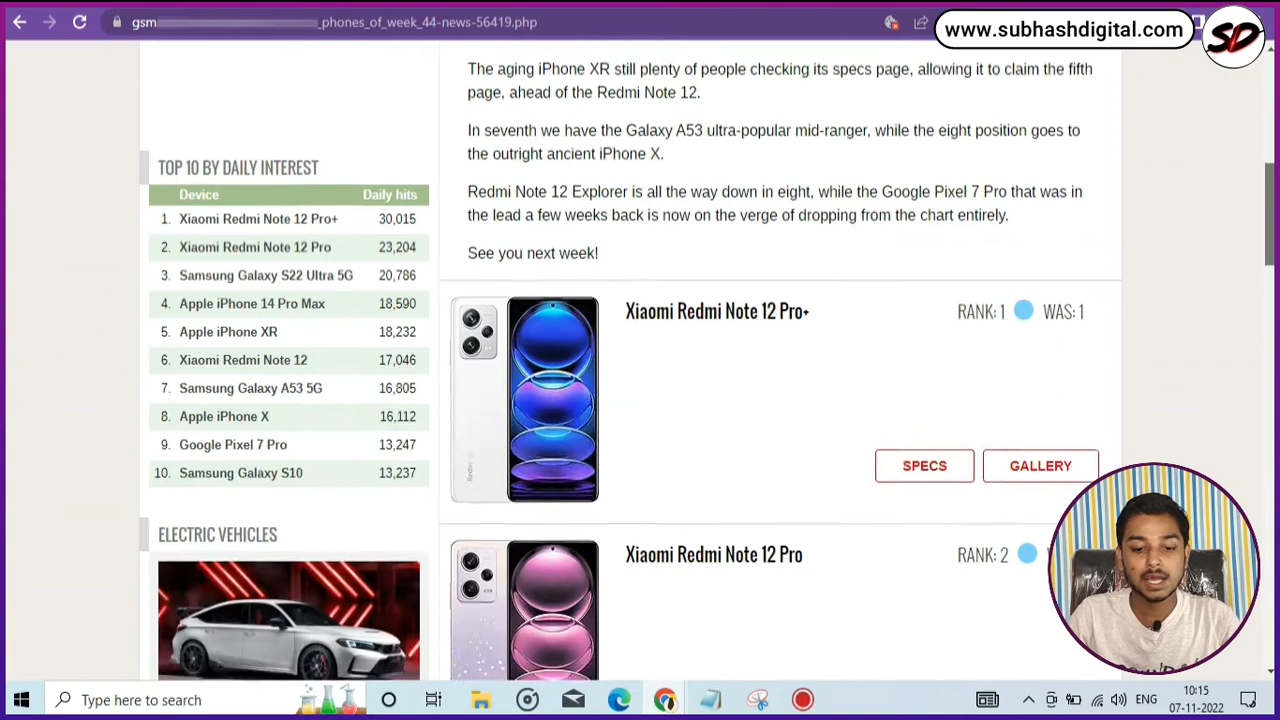 gsm
_phones_of_week_44-news-56419.php
www.subhashdigital.com
SD
The aging iPhone XR still plenty of people checking its specs page, allowing it to claim the fifth
page, ahead of the Redmi Note 12.
In seventh we have the Galaxy A53 ultra-popular mid-ranger, while the eight position goes to
the outright ancient iPhone X.
Redmi Note 12 Explorer is all the way down in eight, while the Google Pixel 7 Pro that was in
the lead a few weeks back is now on the verge of dropping from the chart entirely.
See you next week!
TOP 10 BY DAILY INTEREST
Device Daily hits
1. Xiaomi Redmi Note 12 Pro+ 30,015
2. Xiaomi Redmi Note 12 Pro 23,204
3. Samsung Galaxy S22 Ultra 5G 20,786
4. Apple iPhone 14 Pro Max 18,590
5. Apple iPhone XR 18,232
6. Xiaomi Redmi Note 12 17,046
7. Samsung Galaxy A53 5G 16,805
8. Apple iPhone X 16,112
9. Google Pixel 7 Pro 13,247
10. Samsung Galaxy S10 13,237
ELECTRIC VEHICLES
Xiaomi Redmi Note 12 Pro+
RANK: 1 WAS: 1
SPECS
GALLERY
Xiaomi Redmi Note 12 Pro
RANK: 2
Type here to search
ENG
10:15
07-11-2022